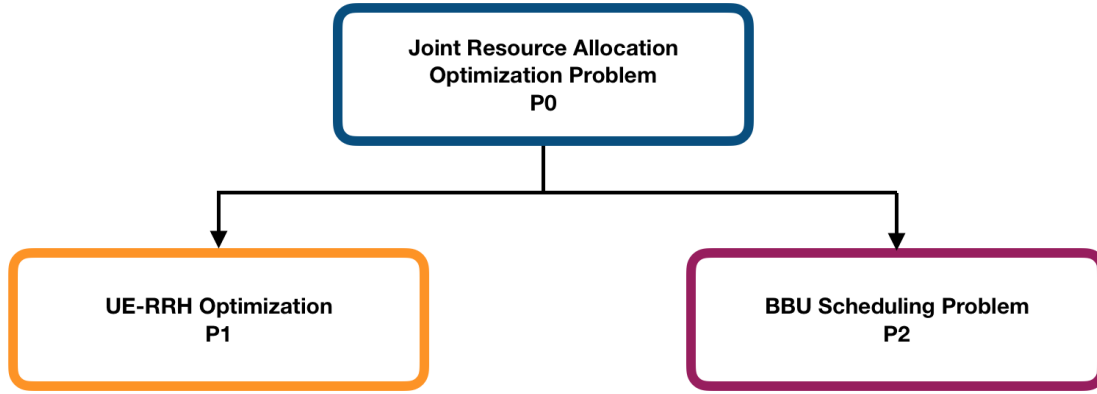 Joint Resource Allocation
Optimization Problem
P0
UE-RRH Optimization
P1
BBU Scheduling Problem
P2